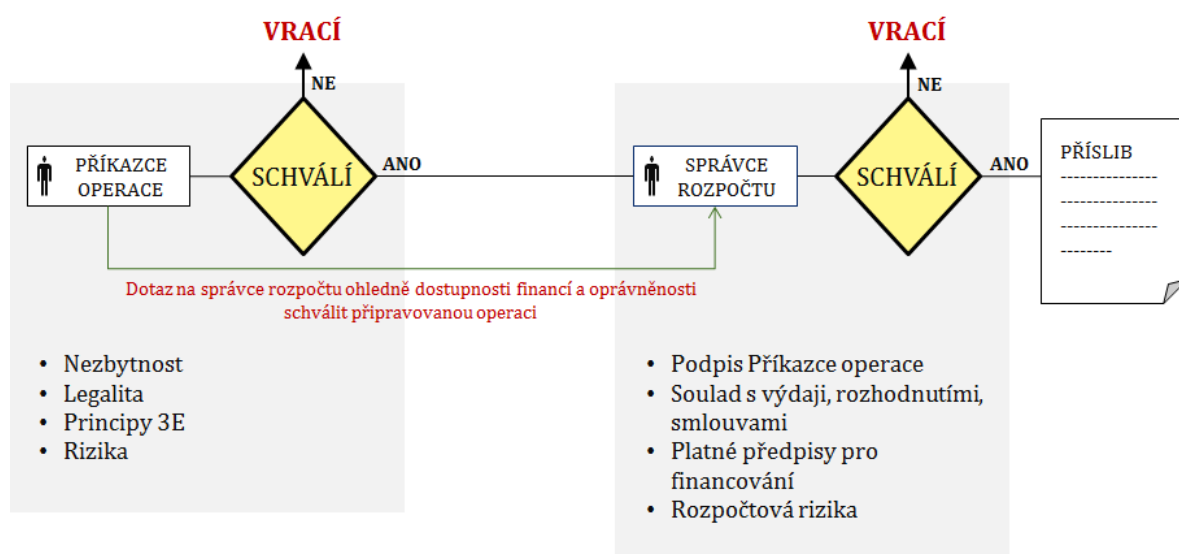 VRACÍ
NE
PŘÍKAZCE
OPERACE
SCHVÁLÍ
ANO
VRACÍ
NE
SPRÁVCE
ROZPOČTU
SCHVÁLÍ
ANO
PŘÍSLIB
---------------
---------------
---------------
--------
Dotaz na správce rozpočtu ohledně dostupnosti financí a oprávněnosti
schválit připravovanou operaci
• Nezbytnost
• Legalita
• Principy 3E
• Rizika
• Podpis Příkazce operace
• Soulad s výdaji, rozhodnutími,
smlouvami
• Platné předpisy pro
financování
• Rozpočtová rizika